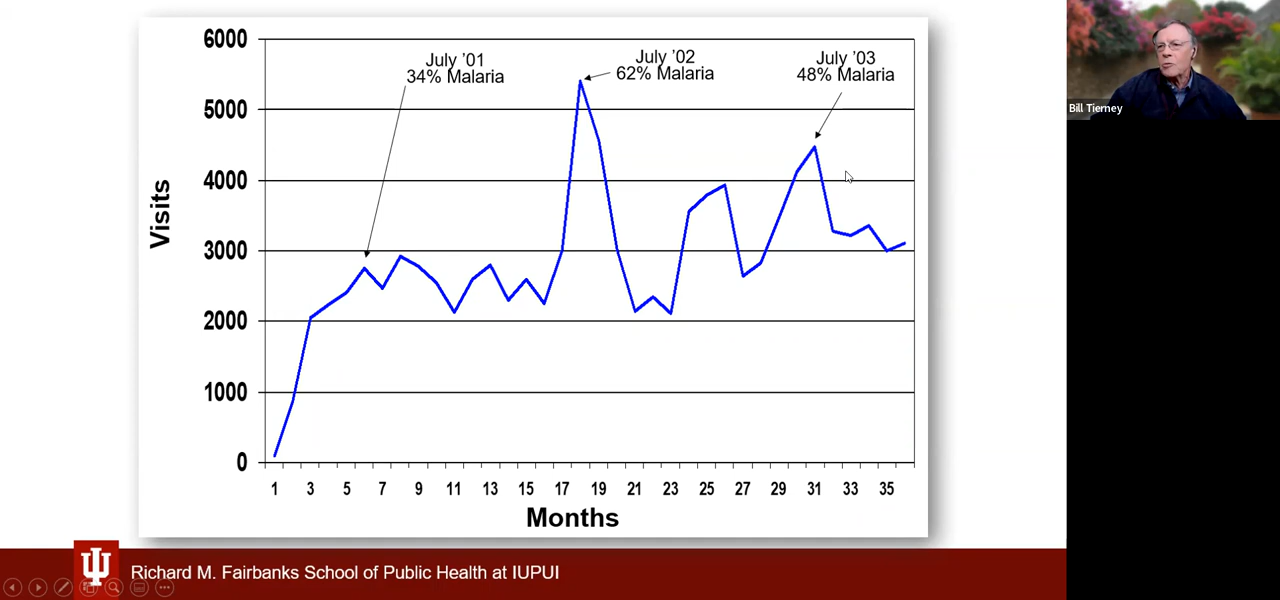 6000
5000
4000
3000
2000
1000
0
Visits
July '01
34% Malaria
July '02
62% Malaria
July '03
48% Malaria
1 3 5 7 9 11 13 15 17 19 21 23 25 27 29 31 33 35
Months
Richard M. Fairbanks School of Public Health at IUPUI
Bill Tierney